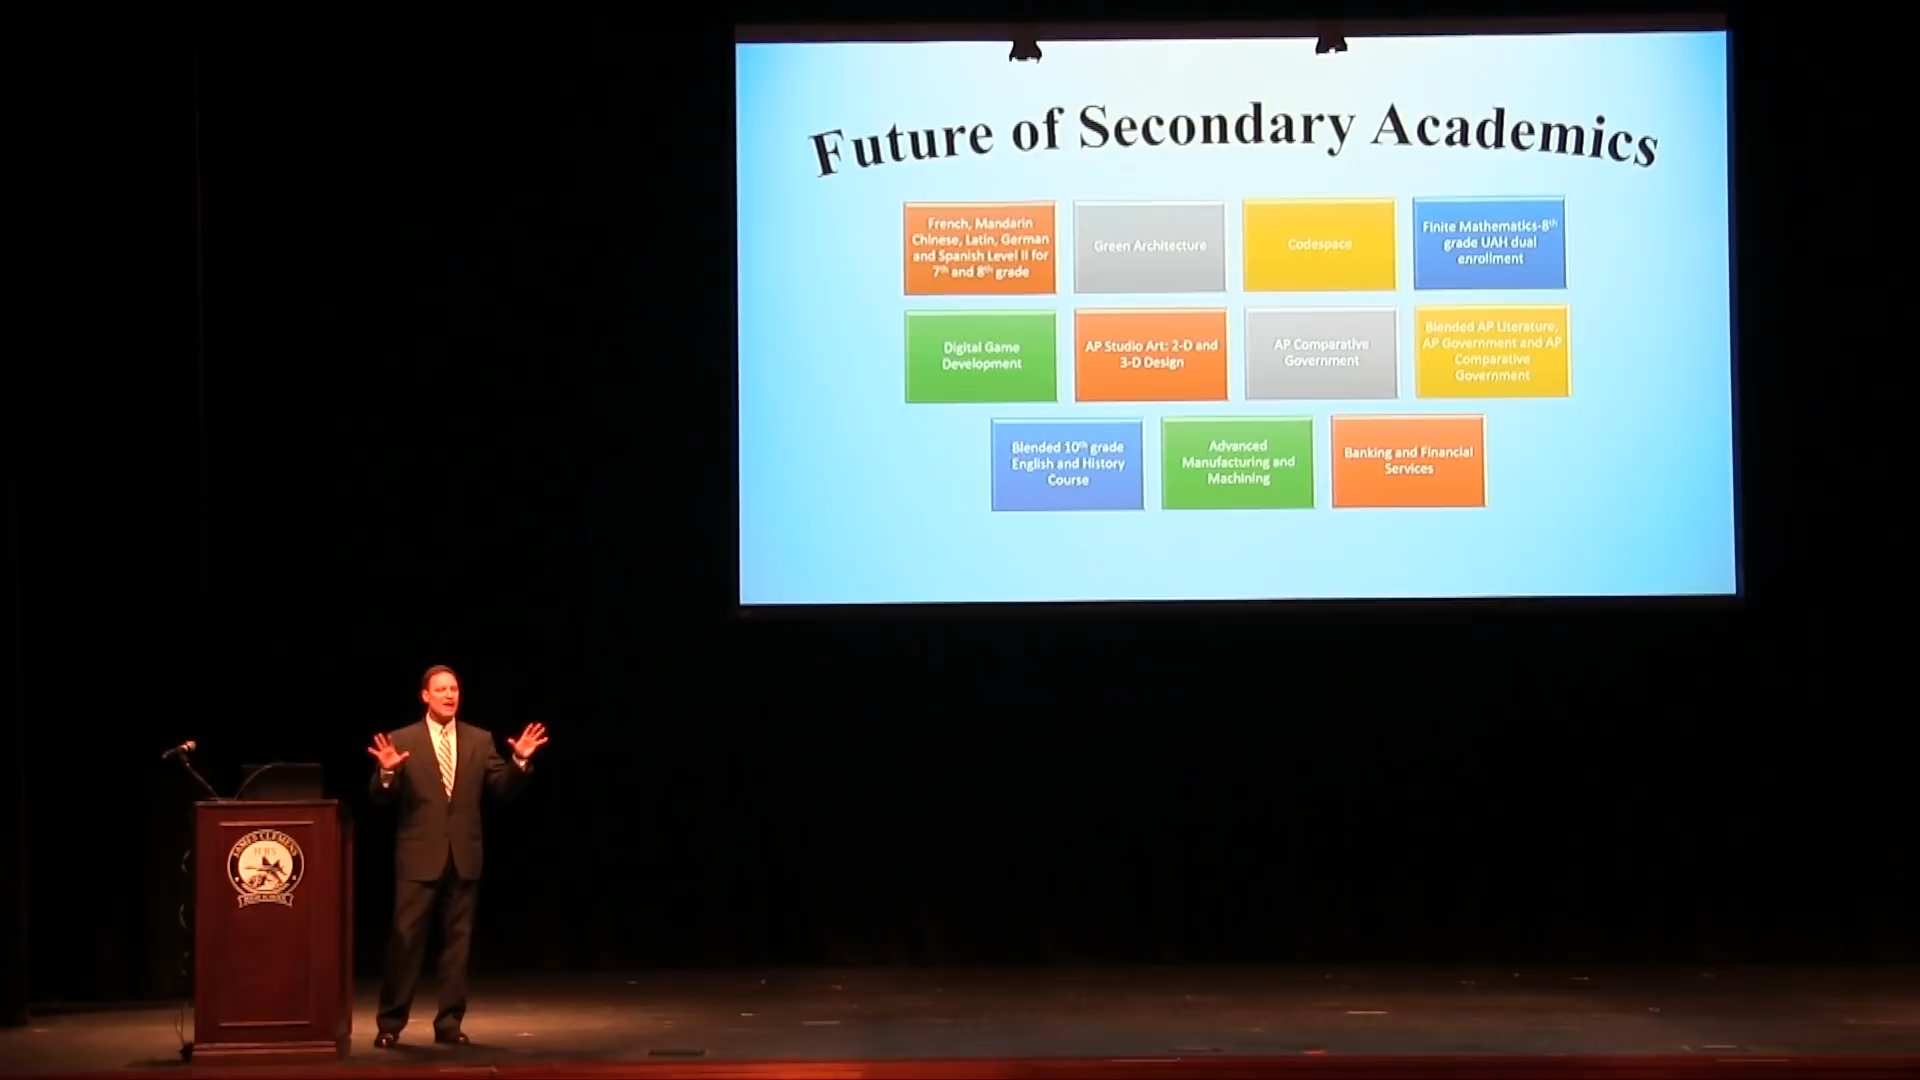 Future of Secondary Academics
French, Mandarin
Chinese, Latin, German
and Spanish Level II for
7th and 8th grade
Green Architecture
Codespace
Finite Mathematics-8th
grade UAH dual
enrollment
Digital Game
Development
AP Studio Art: 2-D and
3-D Design
AP Comparative
Government
Blended AP Literature,
AP Government and AP
Comparative
Government
Blended 10th grade
English and History
Course
Advanced
Manufacturing and
Machining
Banking and Financial
Services
JAMES CLEMENS
JCHS